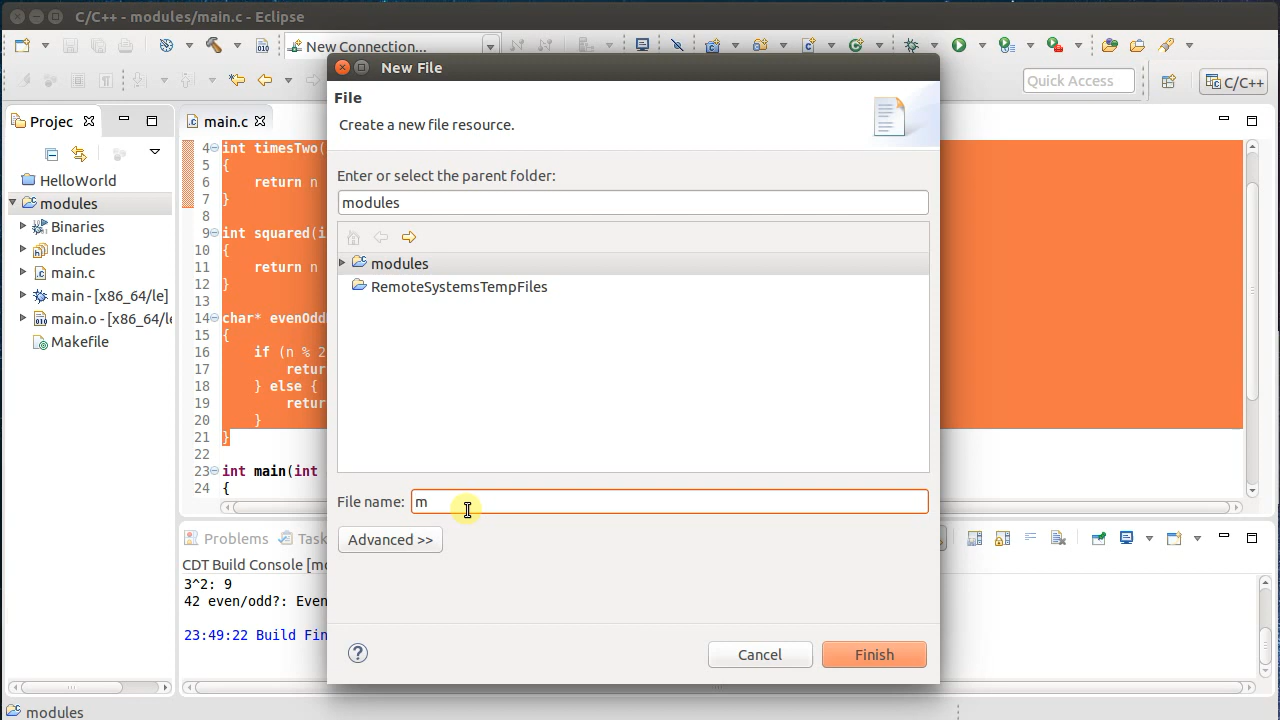 C/C++ - modules/main.c - Eclipse
New Connection...
Quick Access
C/C++
Projec
HelloWorld
modules
Binaries
Includes
main.c
main - [x86_64/le]
main.o - [x86_64/le
Makefile
main.c
4 int timesTwo(
5 {
6 return n
7 }
8
9 int squared(i
10 {
11 return n
12 }
13
14 char* evenOdd
15 {
16 if (n % 2
17 retur
18 } else {
19 retur
20 }
21 }
22
23 int main(int
24 {
New File
File
Create a new file resource.
Enter or select the parent folder:
modules
modules
RemoteSystemsTempFiles
File name: m
Advanced >>
Cancel
Finish
Problems
Task
CDT Build Console [mo
3^2: 9
42 even/odd?: Even
23:49:22 Build Fin
modules